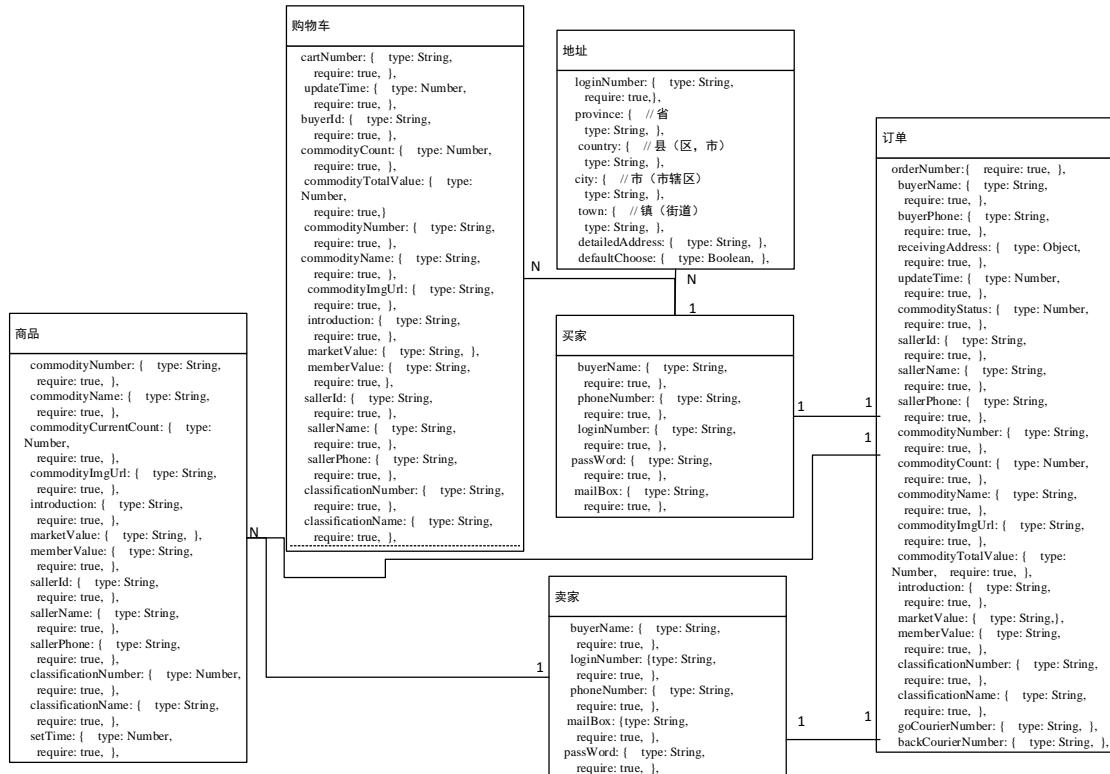 购物车
cartNumber: { type: String,
require: true, },
updateTime: { type: Number,
require: true, },
buyerId: { type: String,
require: true, },
commodityCount: { type: Number,
require: true, },
commodityTotalValue: { type:
Number,
require: true,}
commodityNumber: { type: String,
require: true, },
commodityName: { type: String,
require: true, },
commodityImgUrl: { type: String,
require: true, },
introduction: { type: String,
require: true, },
marketValue: { type: String, },
memberValue: { type: String,
require: true, },
sallerId: { type: String,
require: true, },
sallerName: { type: String,
require: true, },
sallerPhone: { type: String,
require: true, },
classificationNumber: { type: String,
require: true, },
classificationName: { type: String,
require: true, },
地址
loginNumber: { type: String,
require: true,},
province: { // 省
type: String, },
country: { // 县（区，市）
type: String, },
city: { // 市（市辖区）
type: String, },
town: { // 镇（街道）
type: String, },
detailedAddress: { type: String, },
defaultChoose: { type: Boolean, },
N
N
1
订单
orderNumber:{ require: true, },
buyerName: { type: String,
require: true, },
buyerPhone: { type: String,
require: true, },
receivingAddress: { type: Object,
require: true, },
updateTime: { type: Number,
require: true, },
commodityStatus: { type: Number,
require: true, },
sallerId: { type: String,
require: true, },
sallerName: { type: String,
require: true, },
sallerPhone: { type: String,
require: true, },
commodityNumber: { type: String,
require: true, },
commodityCount: { type: Number,
require: true, },
commodityName: { type: String,
require: true, },
commodityImgUrl: { type: String,
require: true, },
commodityTotalValue: { type:
Number, require: true, },
introduction: { type: String,
require: true, },
marketValue: { type: String,},
memberValue: { type: String,
require: true, },
classificationNumber: { type: String,
require: true, },
classificationName: { type: String,
require: true, },
goCourierNumber: { type: String, },
backCourierNumber: { type: String, },
商品
commodityNumber: { type: String,
require: true, },
commodityName: { type: String,
require: true, },
commodityCurrentCount: { type:
Number,
require: true, },
commodityImgUrl: { type: String,
require: true, },
introduction: { type: String,
require: true, },
marketValue: { type: String, },
memberValue: { type: String,
require: true, },
sallerId: { type: String,
require: true, },
sallerName: { type: String,
require: true, },
sallerPhone: { type: String,
require: true, },
classificationNumber: { type: Number,
require: true, },
classificationName: { type: String,
require: true, },
setTime: { type: Number,
require: true, },
买家
buyerName: { type: String,
require: true, },
phoneNumber: { type: String,
require: true, },
loginNumber: { type: String,
require: true, },
passWord: { type: String,
require: true, },
mailBox: { type: String,
require: true, },
1
1
1
N
卖家
buyerName: { type: String,
require: true, },
loginNumber: {type: String,
require: true, },
phoneNumber: { type: String,
require: true, },
mailBox: {type: String,
require: true, },
passWord: { type: String,
require: true, },
1
1
1